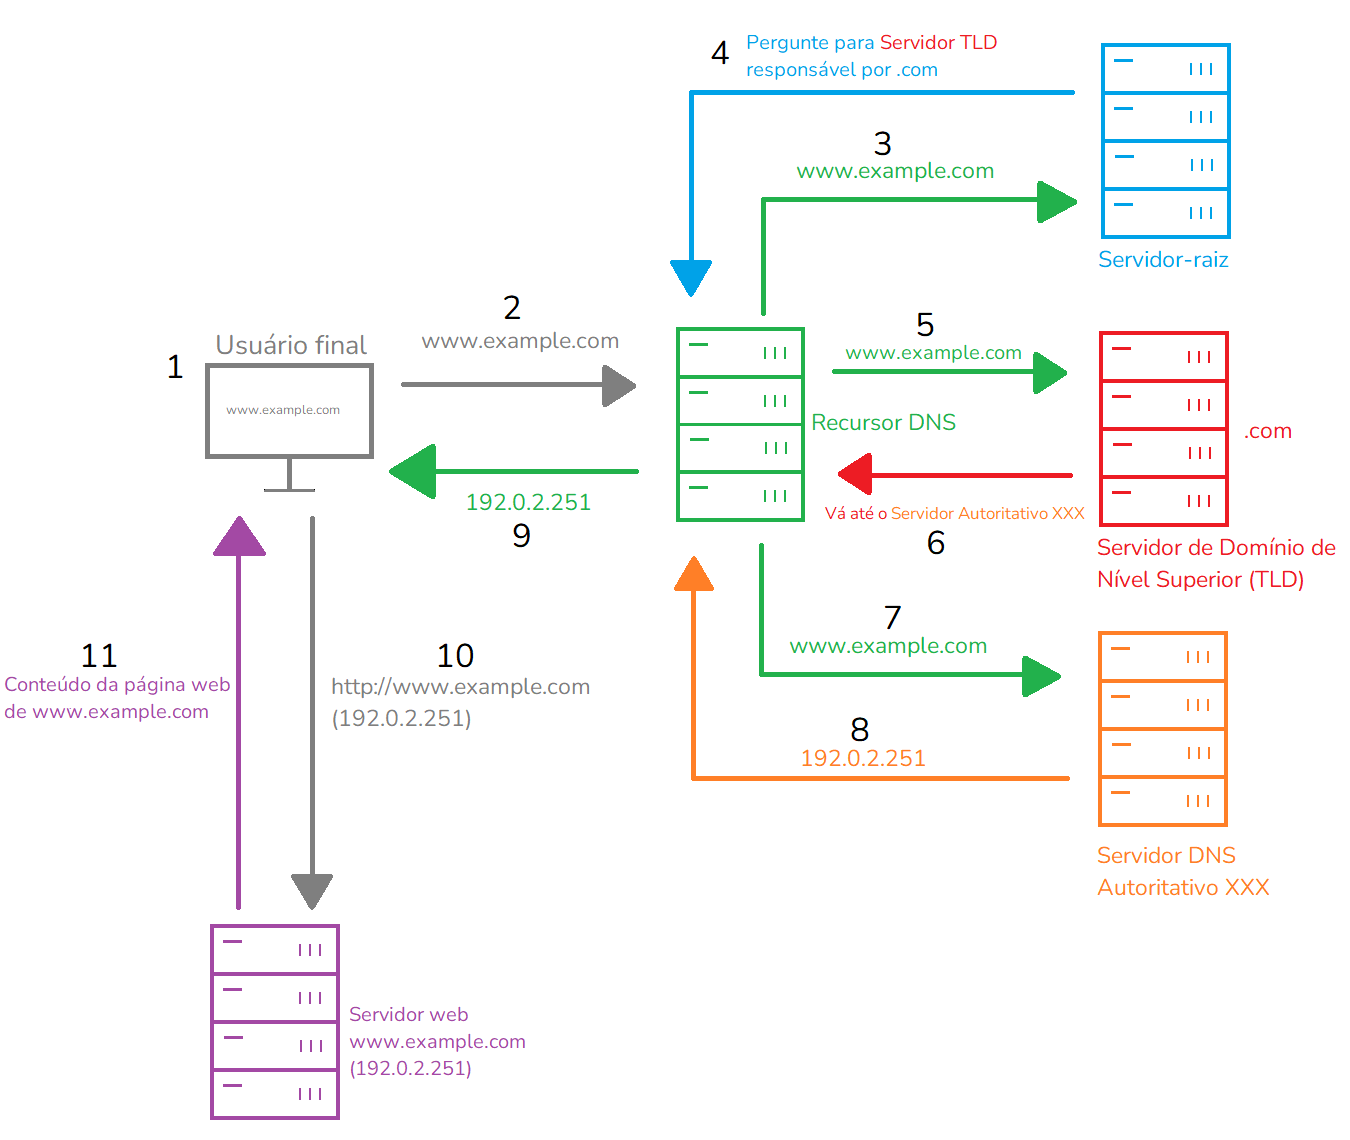 4
Pergunte para Servidor TLD
responsável por .com
3
www.example.com
Servidor-raiz
2
www.example.com
Usuário final
1
www.example.com
5
www.example.com
Recursor DNS
.com
192.0.2.251
9
Vá até o Servidor Autoritativo XXX
6
Servidor de Domínio de
Nível Superior (TLD)
7
www.example.com
8
192.0.2.251
Servidor DNS
Autoritativo XXX
11
Conteúdo da página web
de www.example.com
10
http://www.example.com
(192.0.2.251)
Servidor web
www.example.com
(192.0.2.251)